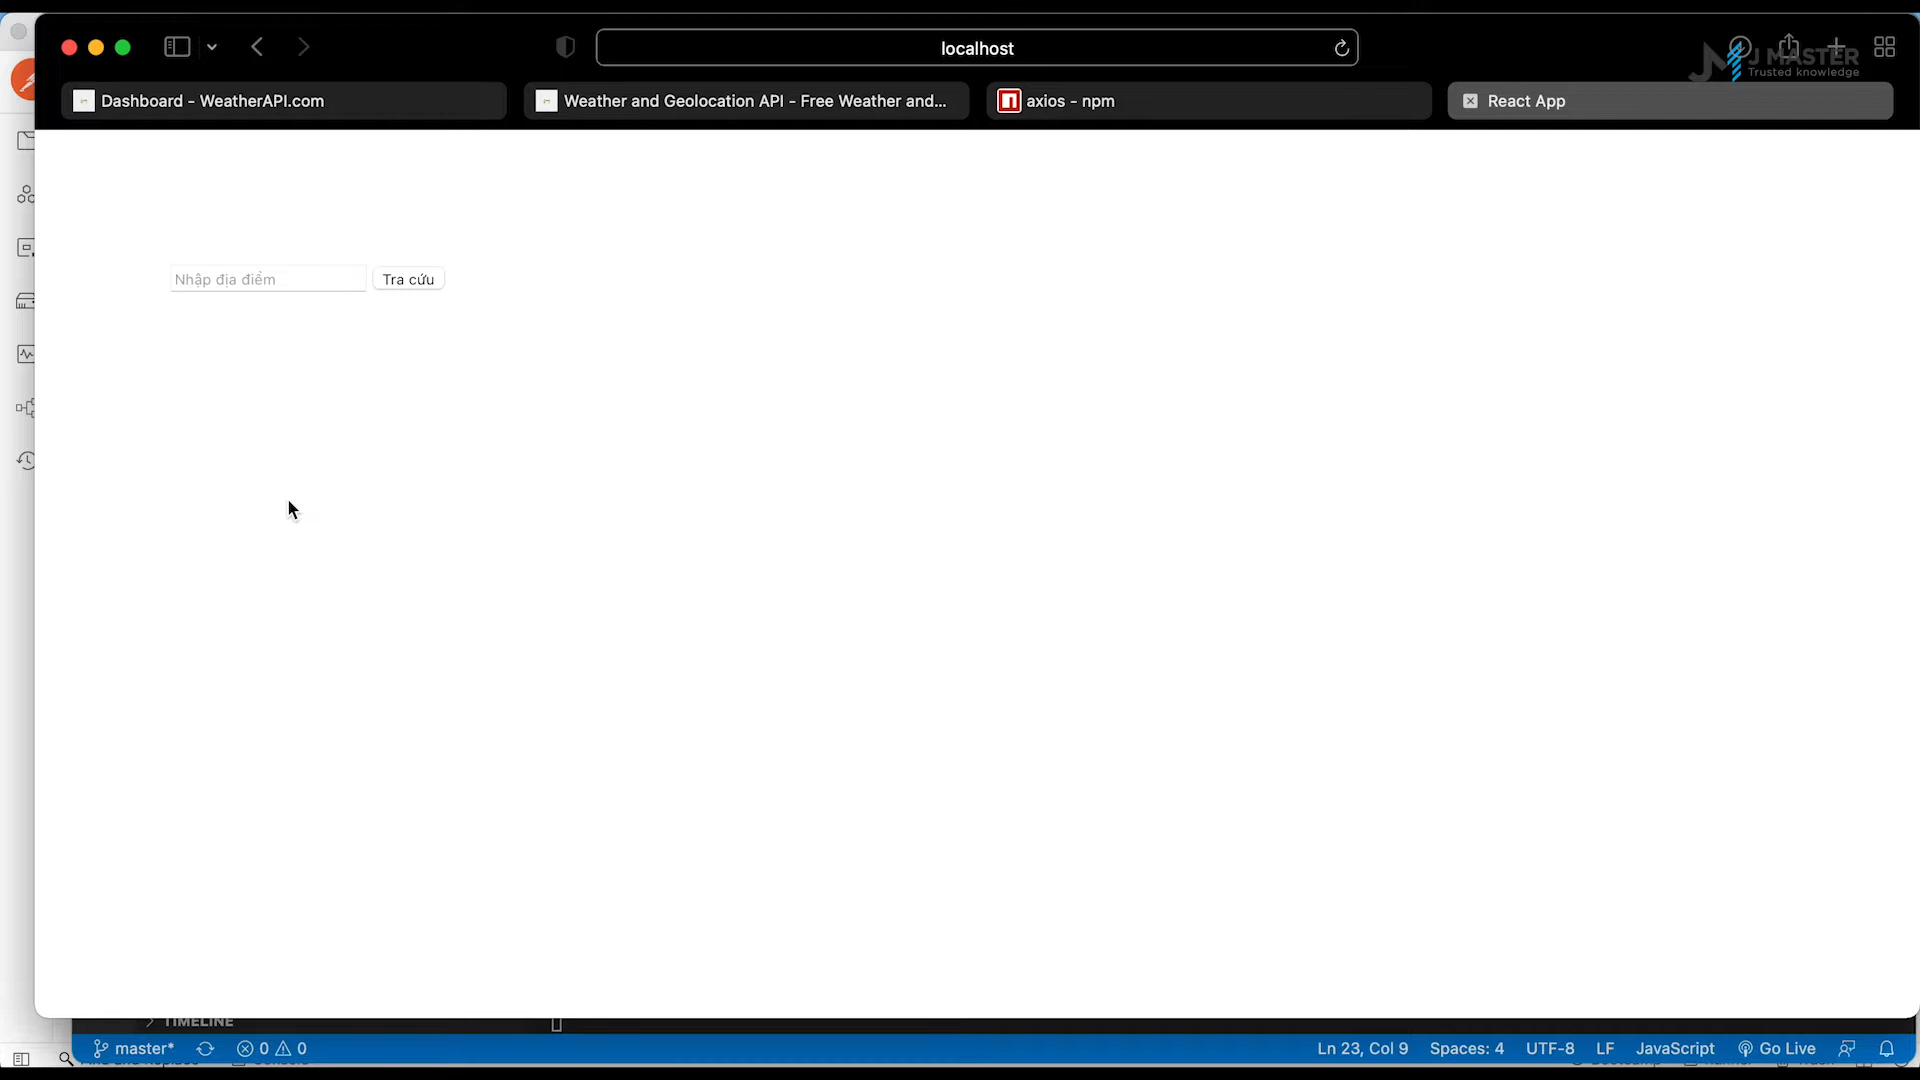 localhost
J MASTER
Trusted knowledge
Dashboard - WeatherAPI.com
Weather and Geolocation API - Free Weather and...
axios - npm
React App
Nhập địa điểm
Tra cứu
TIMELINE
master*
0
0
Ln 23, Col 9
Spaces: 4
UTF-8
LF
JavaScript
Go Live